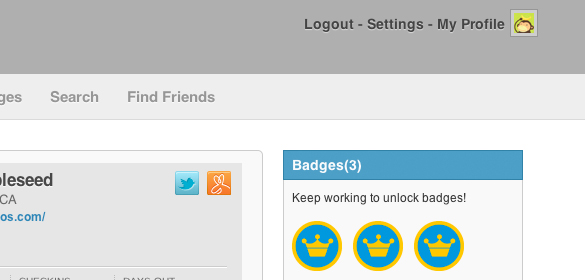 Logout - Settings - My Profile
ges Search Find Friends
pleseed
CA
os.com/
Badges(3)
Keep working to unlock badges!
CHECKINS DAYS OUT